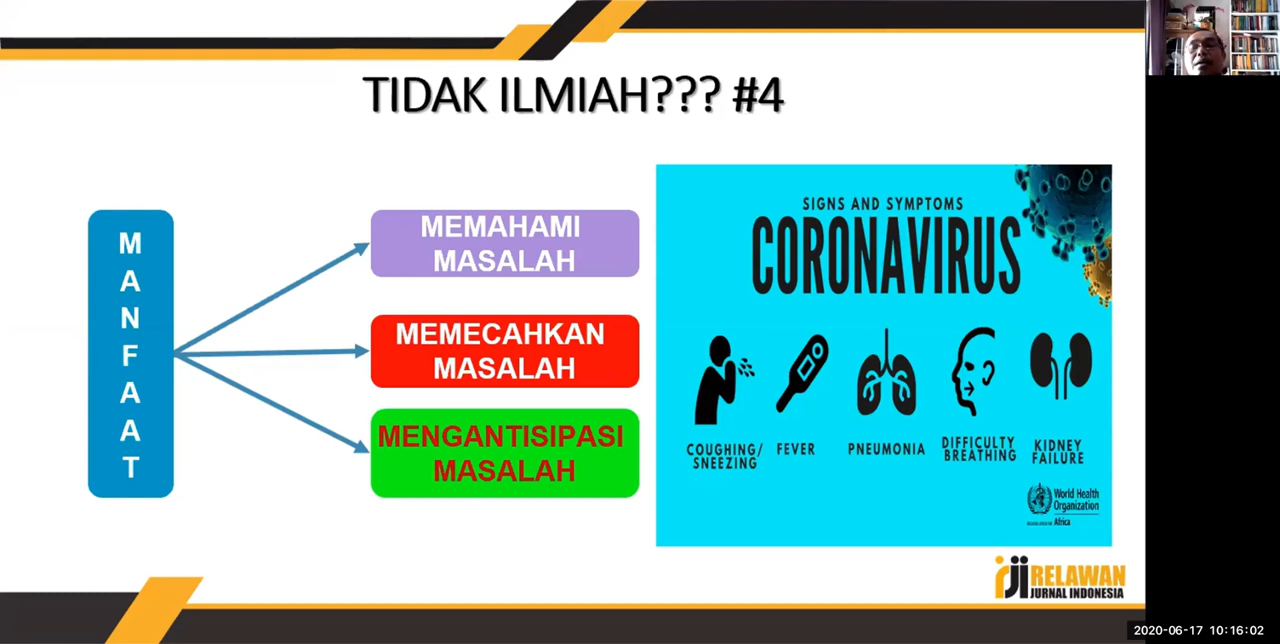 TIDAK ILMIAH??? #4
M
A
N
F
A
A
T
MEMAHAMI
MASALAH
MEMECAHKAN
MASALAH
MENGANTISIPASI
MASALAH
SIGNS AND SYMPTOMS
CORONAVIRUS
COUGHING/
SNEEZING
FEVER
PNEUMONIA
DIFFICULTY
BREATHING
KIDNEY
FAILURE
World Health
Organization
Africa
RELAWAN
JURNAL INDONESIA
2020-06-17 10:16:02